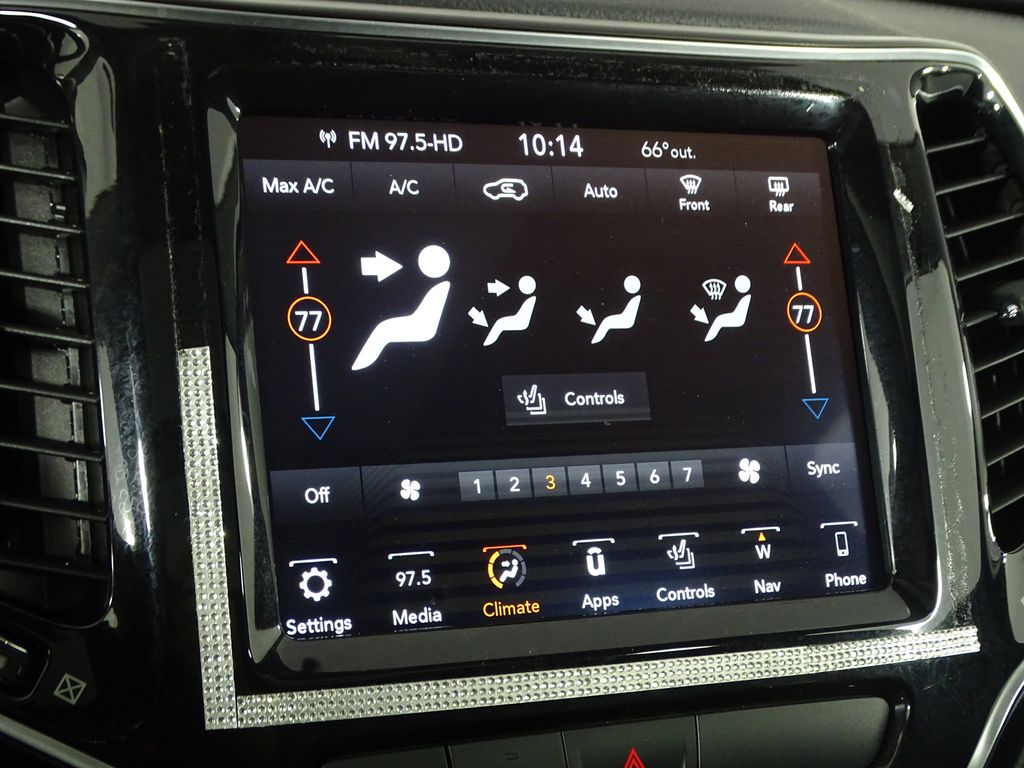 FM 97.5-HD 10:14 66° out.
Max A/C A/C Auto Front Rear
77 77
Controls
Off 1 2 3 4 5 6 7 Sync
Settings 97.5 Media Climate Apps Controls W Nav Phone